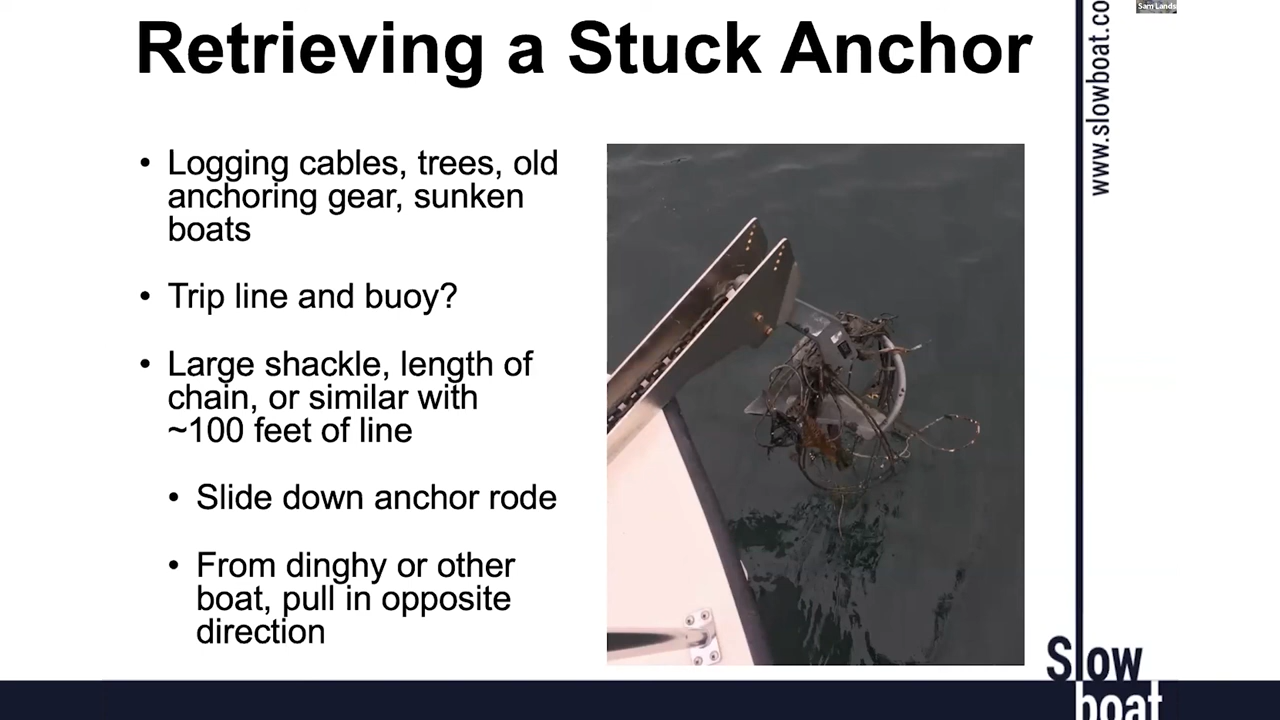 Retrieving a Stuck Anchor
• Logging cables, trees, old
anchoring gear, sunken
boats
• Trip line and buoy?
• Large shackle, length of
chain, or similar with
~100 feet of line
• Slide down anchor rode
• From dinghy or other
boat, pull in opposite
direction
www.slowboat.co
Sam Lands
Slow
boat